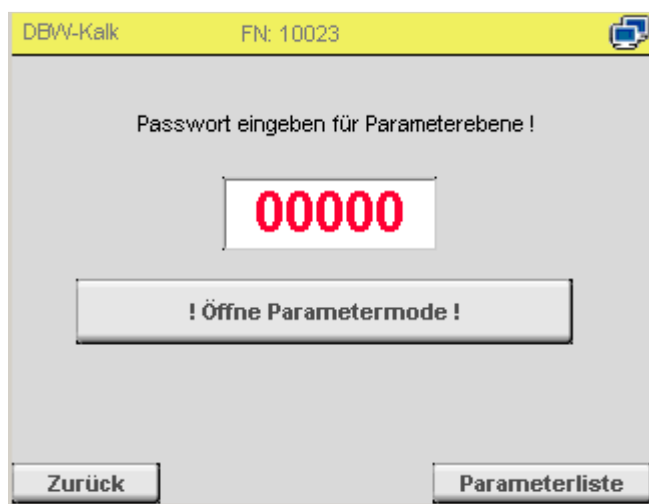 DBW-Kalk FN: 10023
Passwort eingeben für Parameterebene !
00000
! Öffne Parametermode !
Zurück Parameterliste